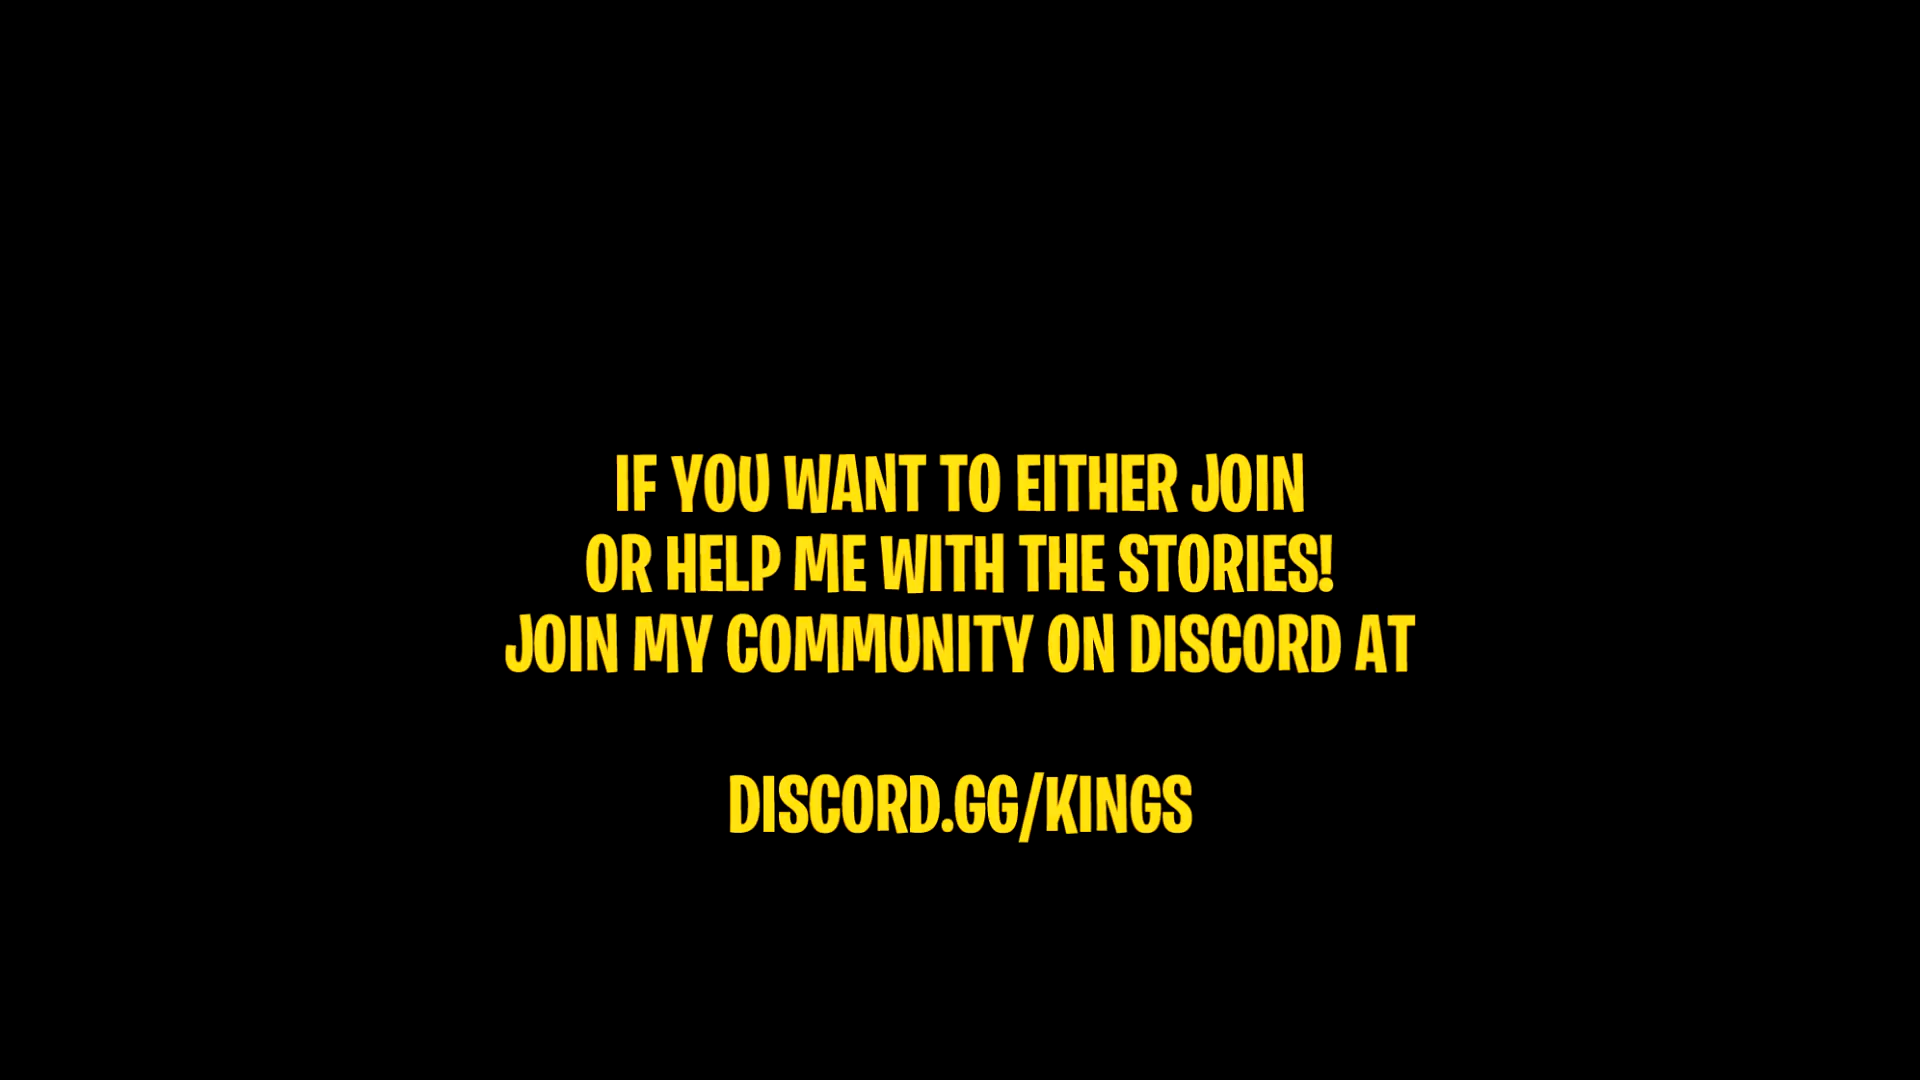 IF YOU WANT TO EITHER JOIN
OR HELP ME WITH THE STORIES!
JOIN MY COMMUNITY ON DISCORD AT
DISCORD.GG/KINGS